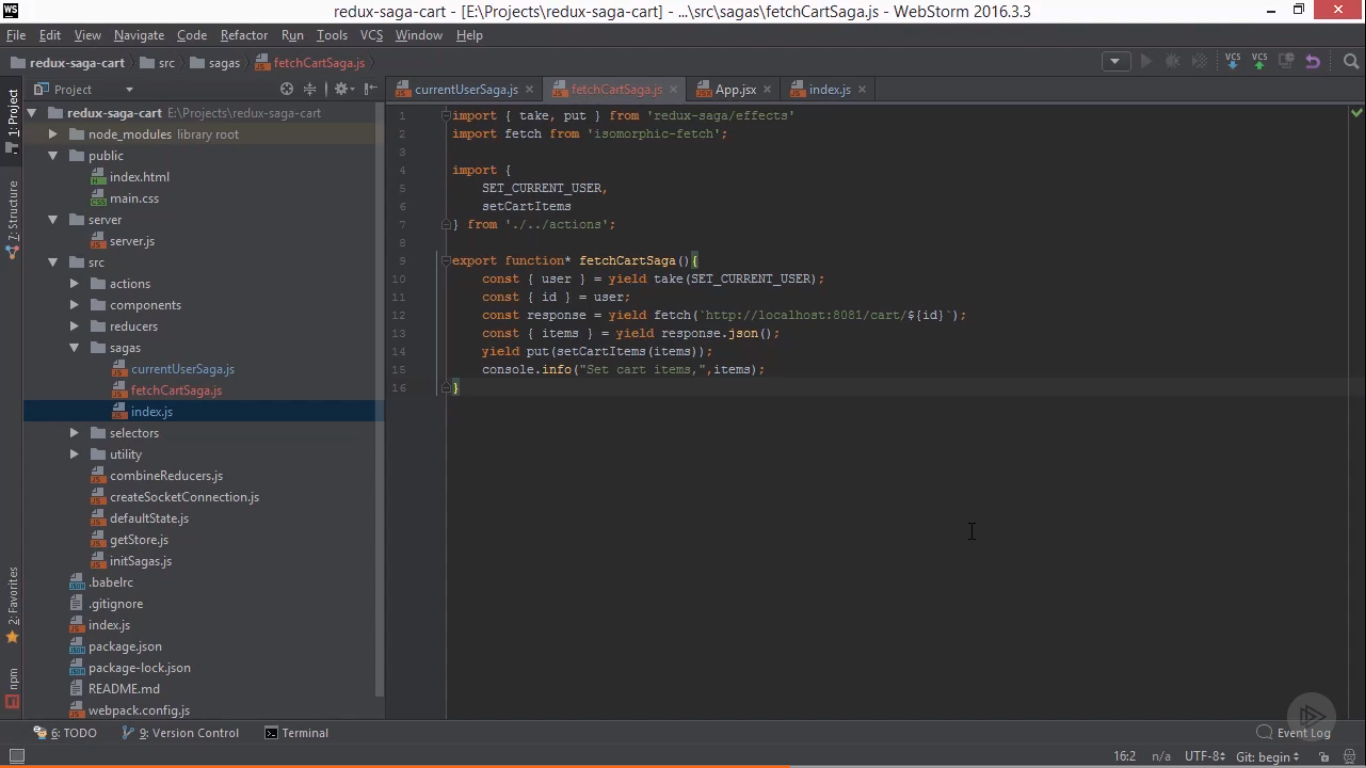 WS
redux-saga-cart - [E:\Projects\redux-saga-cart] - ...\src\sagas\fetchCartSaga.js - WebStorm 2016.3.3
File Edit View Navigate Code Refactor Run Tools VCS Window Help
redux-saga-cart src sagas fetchCartSaga.js
VCS VCS
Project
currentUserSaga.js fetchCartSaga.js App.jsx index.js
1: Project
7: Structure
2: Favorites
npm
redux-saga-cart E:\Projects\redux-saga-cart
node_modules library root
public
index.html
main.css
server
server.js
src
actions
components
reducers
sagas
currentUserSaga.js
fetchCartSaga.js
index.js
selectors
utility
combineReducers.js
createSocketConnection.js
defaultState.js
getStore.js
initSagas.js
.babelrc
.gitignore
index.js
package.json
package-lock.json
README.md
webpack.config.js
1 import { take, put } from 'redux-saga/effects'
2 import fetch from 'isomorphic-fetch';
3
4 import {
5 SET_CURRENT_USER,
6 setCartItems
7 } from './../actions';
8
9 export function* fetchCartSaga(){
10 const { user } = yield take(SET_CURRENT_USER);
11 const { id } = user;
12 const response = yield fetch(`http://localhost:8081/cart/${id}`);
13 const { items } = yield response.json();
14 yield put(setCartItems(items));
15 console.info("Set cart items,",items);
16 }
6: TODO 9: Version Control Terminal Event Log
16:2 n/a UTF-8 Git: begin